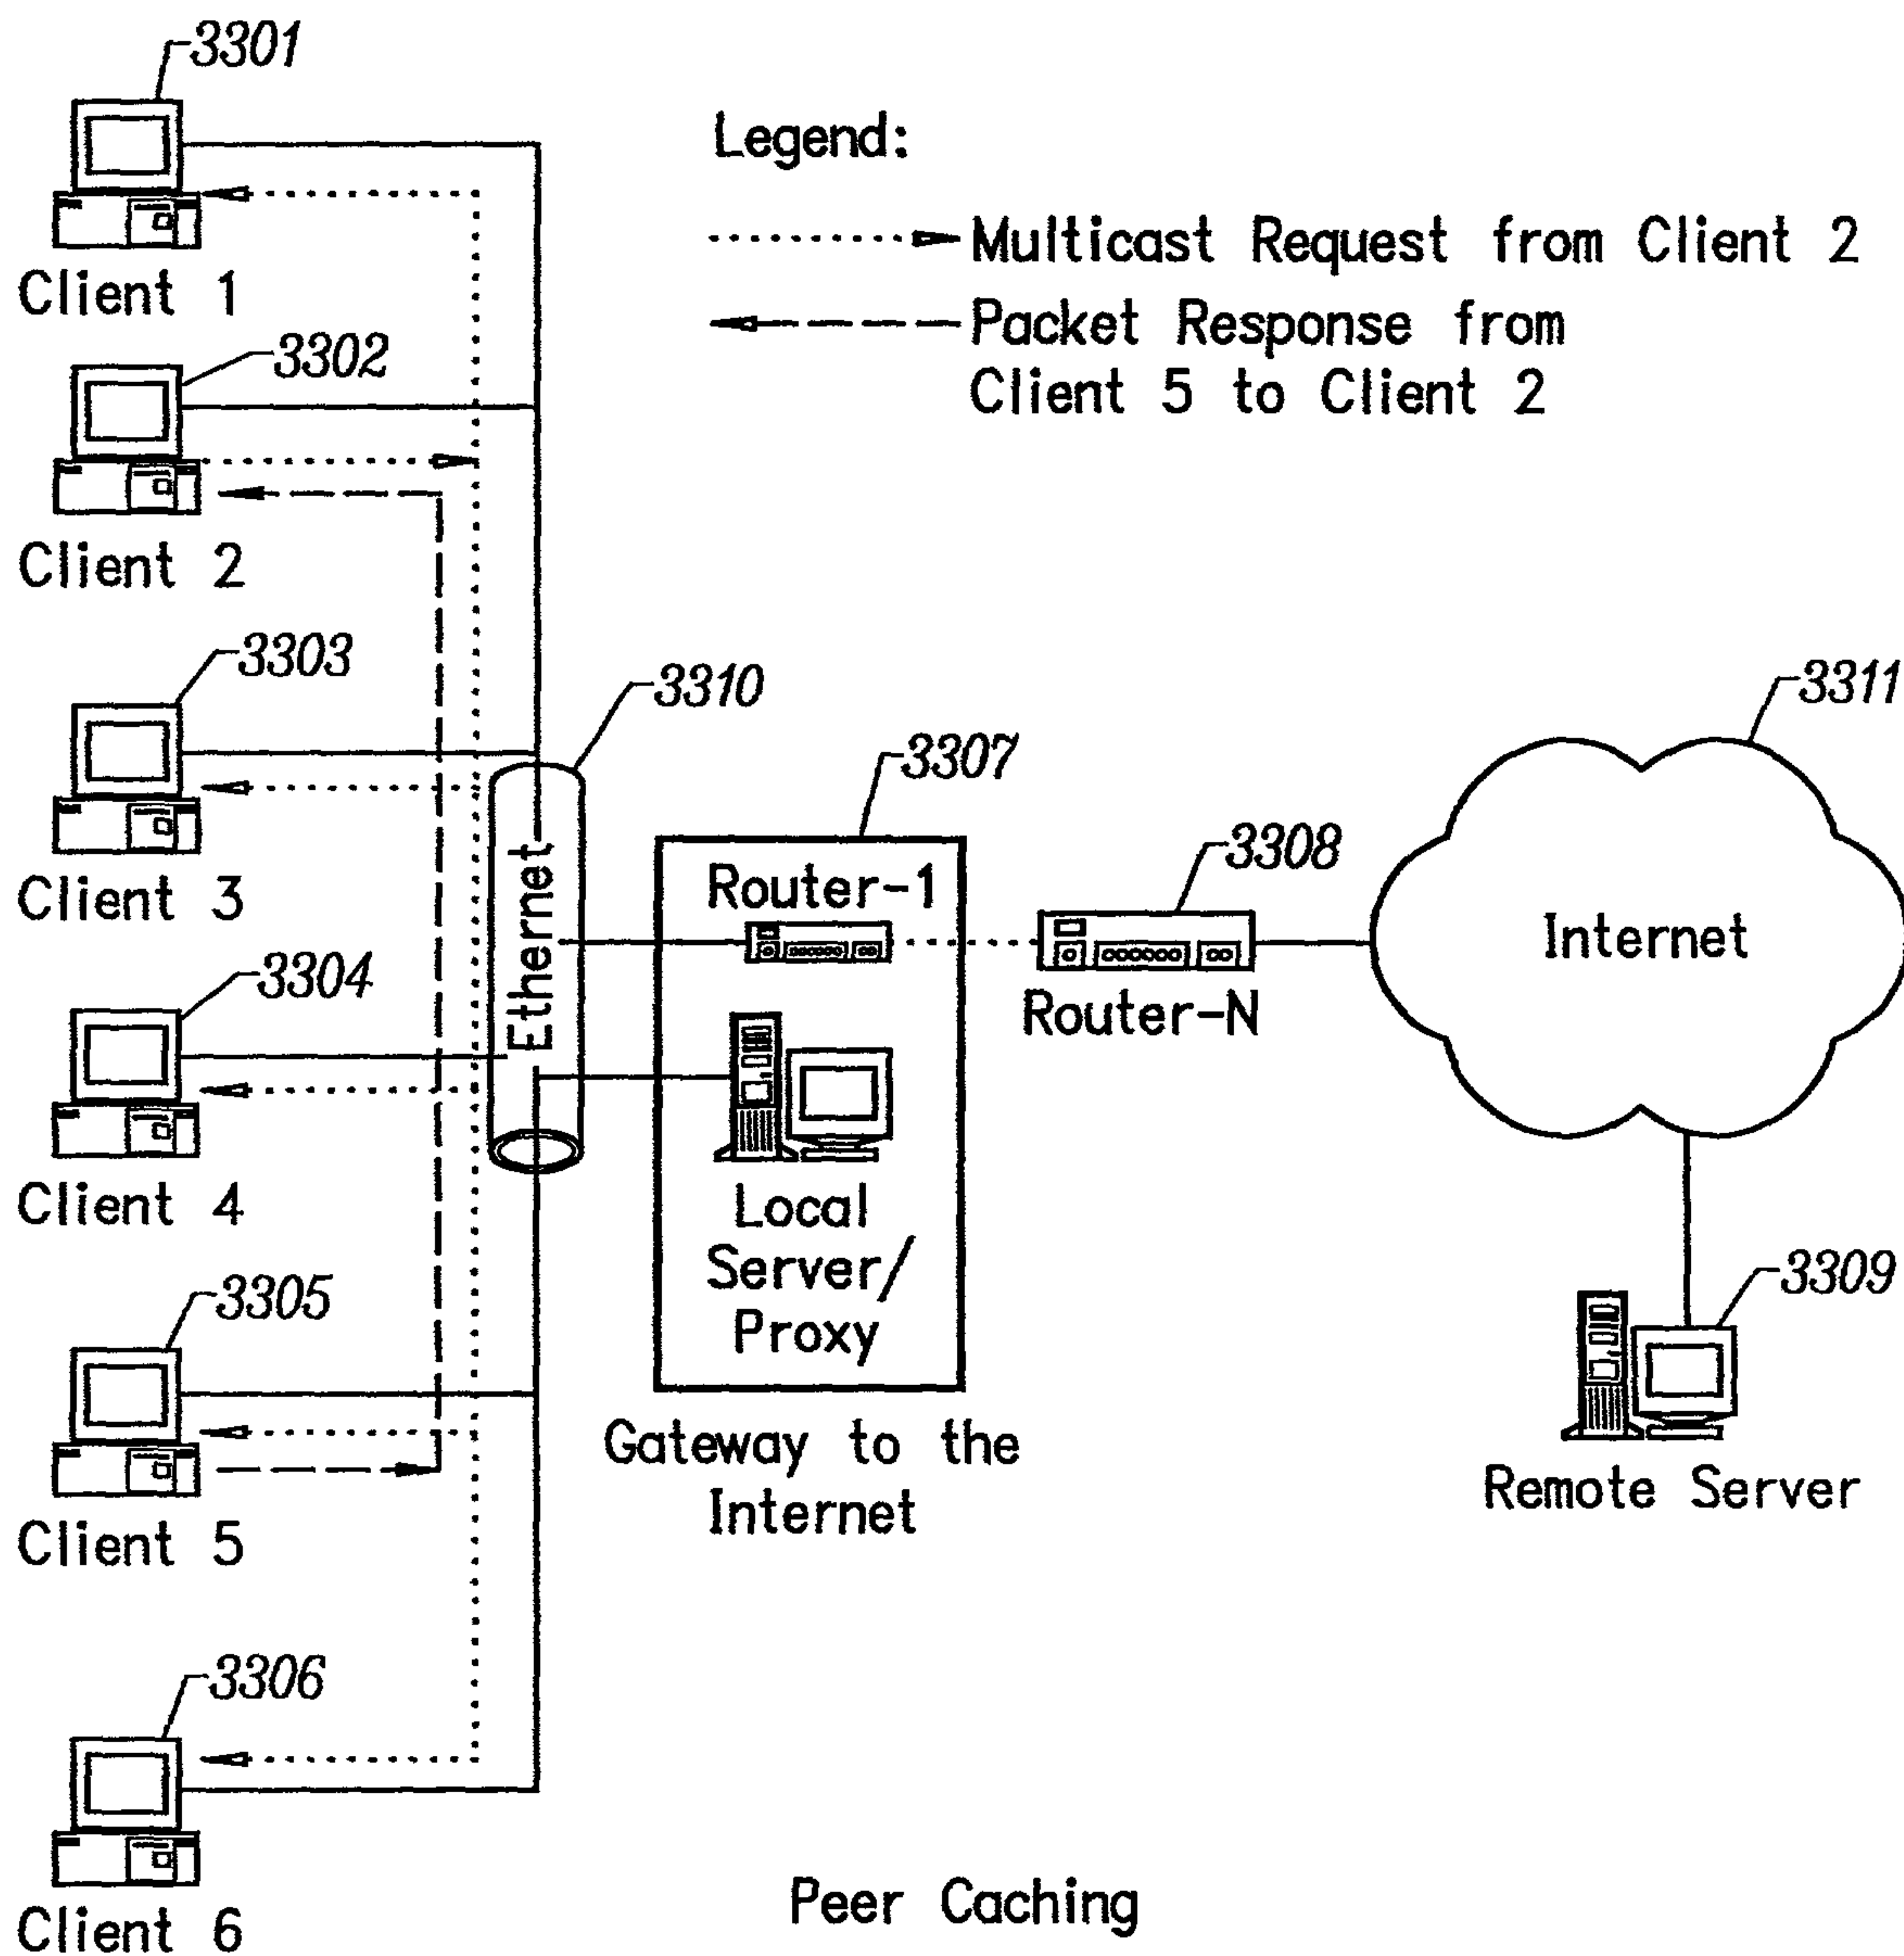 3301
Client 1
Legend:
Multicast Request from Client 2
Packet Response from
Client 5 to Client 2
3302
Client 2
3303
Client 3
3310
Ethernet
3307
Router-1
3308
Router-N
3311
Internet
3304
Client 4
Local
Server/
Proxy
Gateway to the
Internet
3309
Remote Server
3305
Client 5
3306
Client 6
Peer Caching